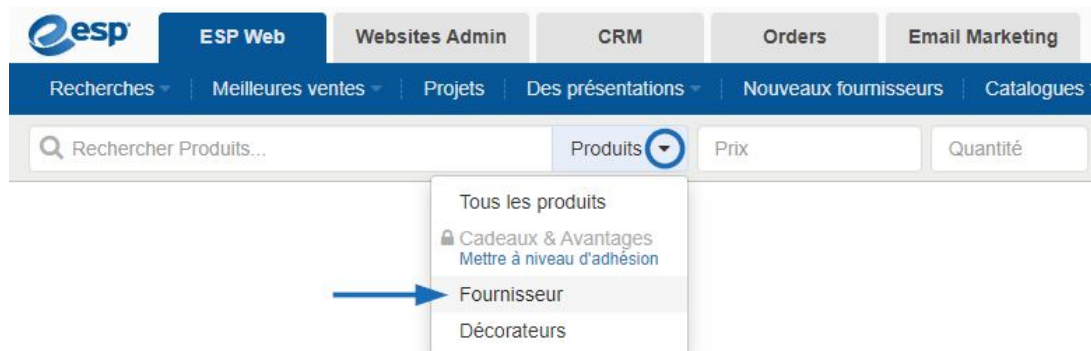 esp ESP Web Websites Admin CRM Orders Email Marketing
Recherches Meilleures ventes Projets Des présentations Nouveaux fournisseurs Catalogues
Rechercher Produits... Produits Prix Quantité
Tous les produits
Cadeaux & Avantages
Mettre à niveau d'adhésion
Fournisseur
Décorateurs